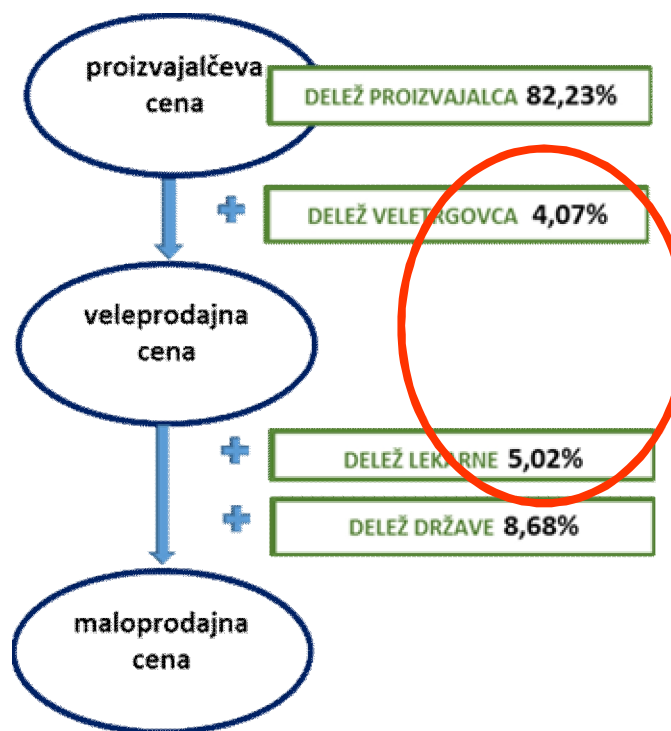 proizvajalčeva
cena
DELEŽ PROIZVAJALCA 82,23%
DELEŽ VELETRGOVCA 4,07%
veleprodajna
cena
DELEŽ LEKARNE 5,02%
DELEŽ DRŽAVE 8,68%
maloprodajna
cena